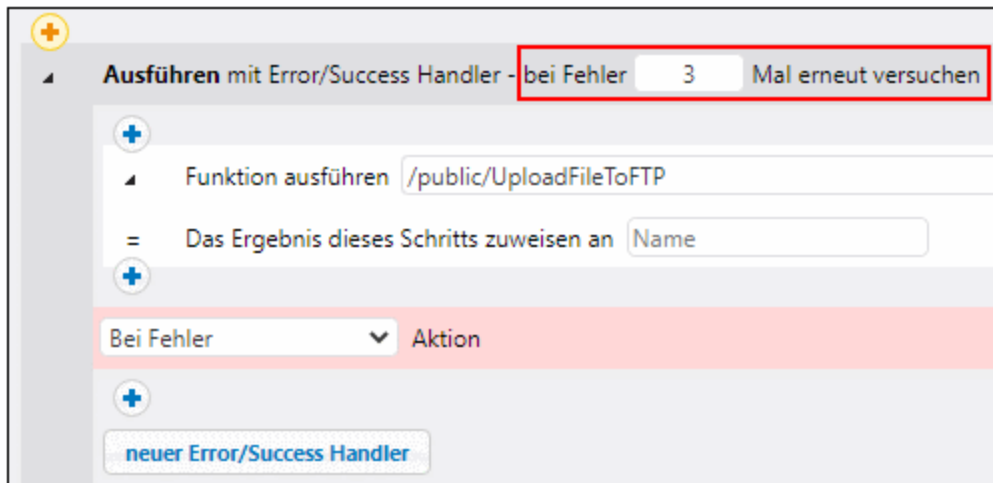 Ausführen mit Error/Success Handler - bei Fehler 3 Mal erneut versuchen
Funktion ausführen /public/UploadFileToFTP
= Das Ergebnis dieses Schritts zuweisen an Name
Bei Fehler Aktion
neuer Error/Success Handler